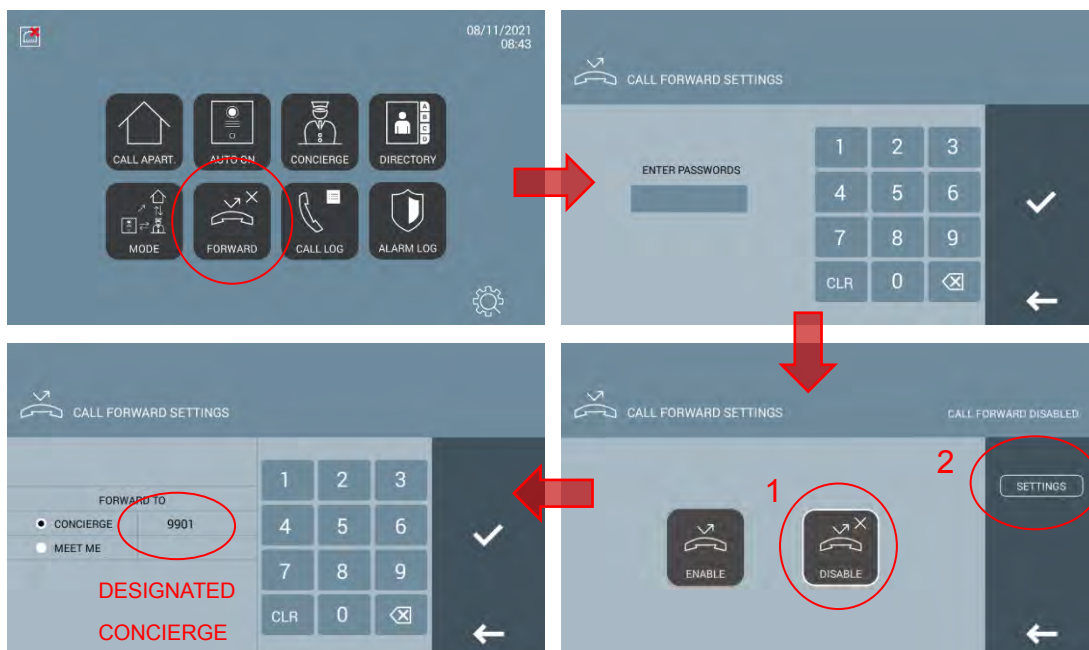 08/11/2021
08:43
CALL APART.
AUTO ON
CONCIERGE
A
B
C
D
DIRECTORY
MODE
FORWARD
CALL LOG
ALARM LOG
CALL FORWARD SETTINGS
ENTER PASSWORDS
1 2 3
4 5 6
7 8 9
CLR 0
CALL FORWARD SETTINGS
FORWARD TO
CONCIERGE 9901
MEET ME
DESIGNATED
CONCIERGE
1 2 3
4 5 6
7 8 9
CLR 0
CALL FORWARD SETTINGS
CALL FORWARD DISABLED
1
2
SETTINGS
ENABLE
DISABLE